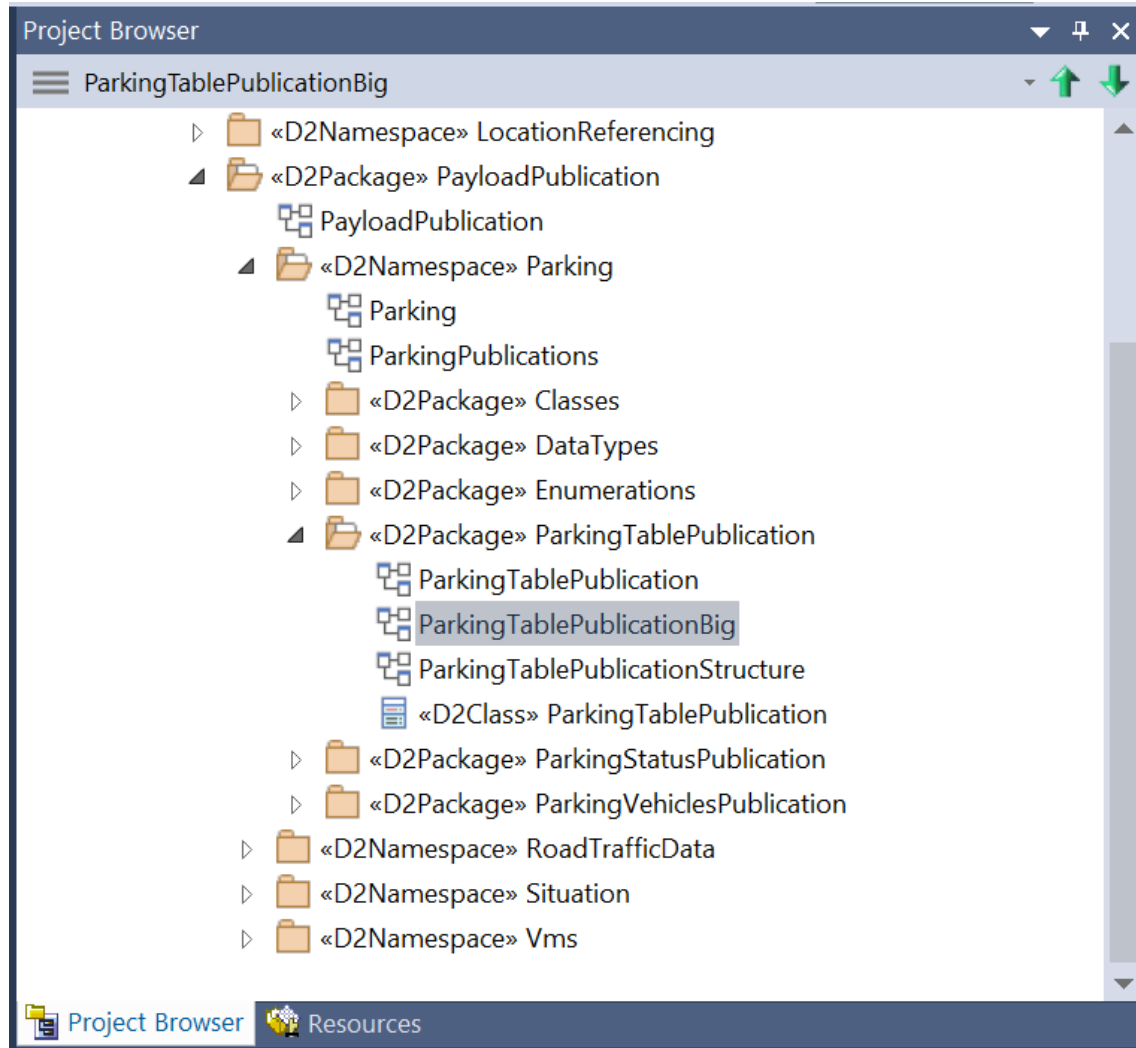 Project Browser
ParkingTablePublicationBig
«D2Namespace» LocationReferencing
«D2Package» PayloadPublication
PayloadPublication
«D2Namespace» Parking
Parking
ParkingPublications
«D2Package» Classes
«D2Package» DataTypes
«D2Package» Enumerations
«D2Package» ParkingTablePublication
ParkingTablePublication
ParkingTablePublicationBig
ParkingTablePublicationStructure
«D2Class» ParkingTablePublication
«D2Package» ParkingStatusPublication
«D2Package» ParkingVehiclesPublication
«D2Namespace» RoadTrafficData
«D2Namespace» Situation
«D2Namespace» Vms
Project Browser Resources